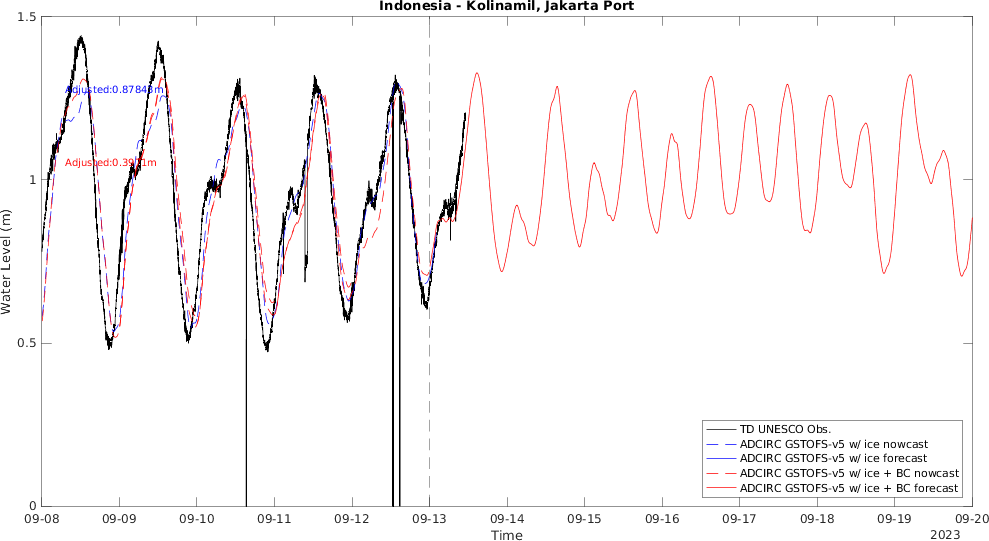 Indonesia - Kolinamil, Jakarta Port
1.5
1
0.5
0
Water Level (m)
Adjusted:0.87843m
09-08 09-09 09-10 09-11 09-12 09-13 09-14 09-15 09-16 09-17 09-18 09-19 09-20
Time
2023
TD UNESCO Obs.
ADCIRC GSTOFS-v5 w/ ice nowcast
ADCIRC GSTOFS-v5 w/ ice forecast
ADCIRC GSTOFS-v5 w/ ice + BC nowcast
ADCIRC GSTOFS-v5 w/ ice + BC forecast